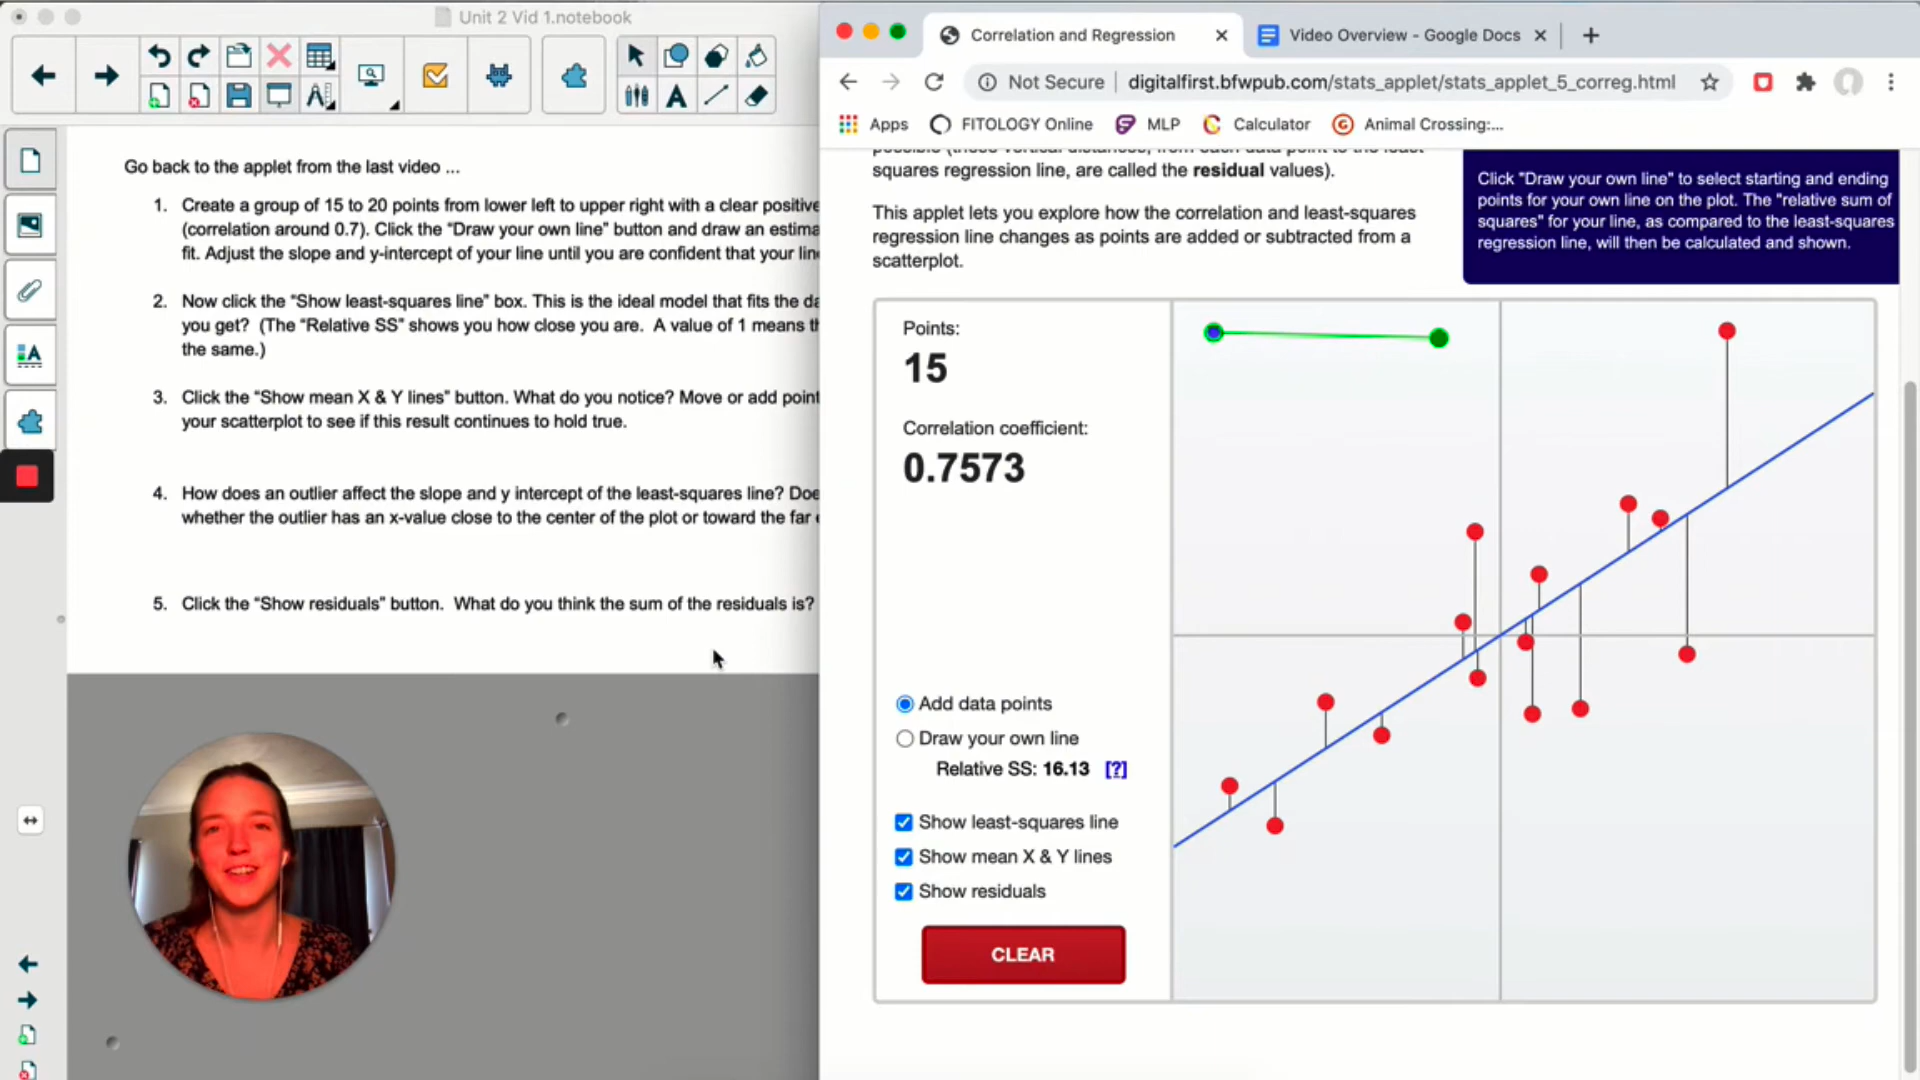 Unit 2 Vid 1.notebook
Go back to the applet from the last video ...
1. Create a group of 15 to 20 points from lower left to upper right with a clear positive
(correlation around 0.7). Click the "Draw your own line" button and draw an estima
fit. Adjust the slope and y-intercept of your line until you are confident that your line
2. Now click the "Show least-squares line" box. This is the ideal model that fits the da
you get? (The "Relative SS" shows you how close you are. A value of 1 means th
the same.)
3. Click the "Show mean X & Y lines" button. What do you notice? Move or add point
your scatterplot to see if this result continues to hold true.
4. How does an outlier affect the slope and y intercept of the least-squares line? Doe
whether the outlier has an x-value close to the center of the plot or toward the far
5. Click the "Show residuals" button. What do you think the sum of the residuals is?
Correlation and Regression
Video Overview - Google Docs
Not Secure | digitalfirst.bfwpub.com/stats_applet/stats_applet_5_correg.html
Apps FITOLOGY Online MLP Calculator Animal Crossing:...
possible (these vertical distances, from each data point to the least-
squares regression line, are called the residual values).
This applet lets you explore how the correlation and least-squares
regression line changes as points are added or subtracted from a
scatterplot.
Click "Draw your own line" to select starting and ending
points for your own line on the plot. The "relative sum of
squares" for your line, as compared to the least-squares
regression line, will then be calculated and shown.
Points:
15
Correlation coefficient:
0.7573
Add data points
Draw your own line
Relative SS: 16.13 [?]
Show least-squares line
Show mean X & Y lines
Show residuals
CLEAR